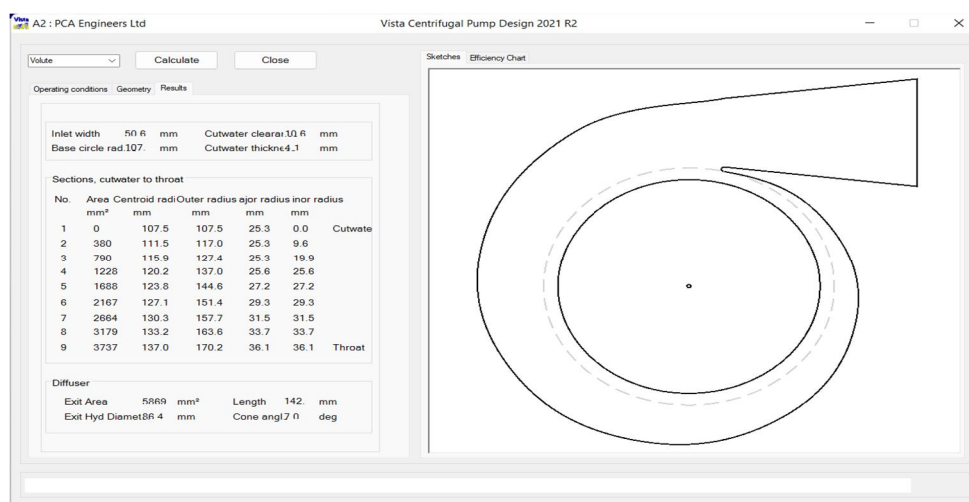 Vista A2 : PCA Engineers Ltd Vista Centrifugal Pump Design 2021 R2
Volute Calculate Close Sketches Efficiency Chart
Operating conditions Geometry Results
Inlet width 50.6 mm Cutwater clearar 10.6 mm
Base circle rad. 107. mm Cutwater thickne 4.1 mm
Sections, cutwater to throat
No. Area Centroid radi Outer radius ajor radius inor radius
mm² mm mm mm mm
1 0 107.5 107.5 25.3 0.0 Cutwate
2 380 111.5 117.0 25.3 9.6
3 790 115.9 127.4 25.3 19.9
4 1228 120.2 137.0 25.6 25.6
5 1688 123.8 144.6 27.2 27.2
6 2167 127.1 151.4 29.3 29.3
7 2664 130.3 157.7 31.5 31.5
8 3179 133.2 163.6 33.7 33.7
9 3737 137.0 170.2 36.1 36.1 Throat
Diffuser
Exit Area 5869 mm² Length 142. mm
Exit Hyd Diamet 86.4 mm Cone angl 7.0 deg